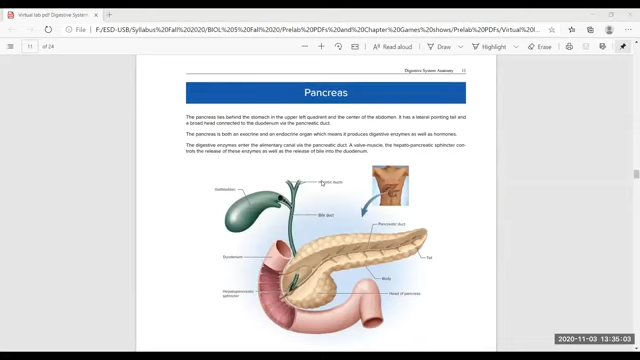 Virtual lab pdf Digestive System
File
F:/ESD-USB/Syllabus%20Fall%202020/BIOL%205%20Fall%202020/Prelab%20PDFs%20and%20Chapter%20Games%20shows/Prelab%20PDFs/Virtual%20l...
11 of 24
Read aloud
Draw
Highlight
Erase
Digestive System Anatomy 11
Pancreas
The pancreas lies behind the stomach in the upper left quadrant and the center of the abdomen. It has a lateral pointing tail and
a broad head connected to the duodenum via the pancreatic duct.
The pancreas is both an exocrine and an endocrine organ which means it produces digestive enzymes as well as hormones.
The digestive enzymes enter the alimentary canal via the pancreatic duct. A valve-muscle, the hepato-pancreatic sphincter con-
trols the release of these enzymes as well as the release of bile into the duodenum.
ducts
Gallbladder
Bile duct
Pancreatic duct
Duodenum
Tail
Body
Hepatopancreatic
sphincter
Head of pancreas
2020-11-03 13:35:03